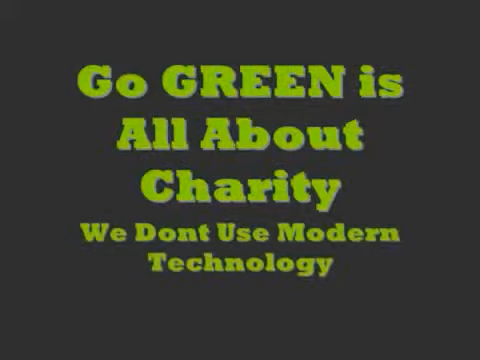 Go GREEN is
All About
Charity
We Dont Use Modern
Technology